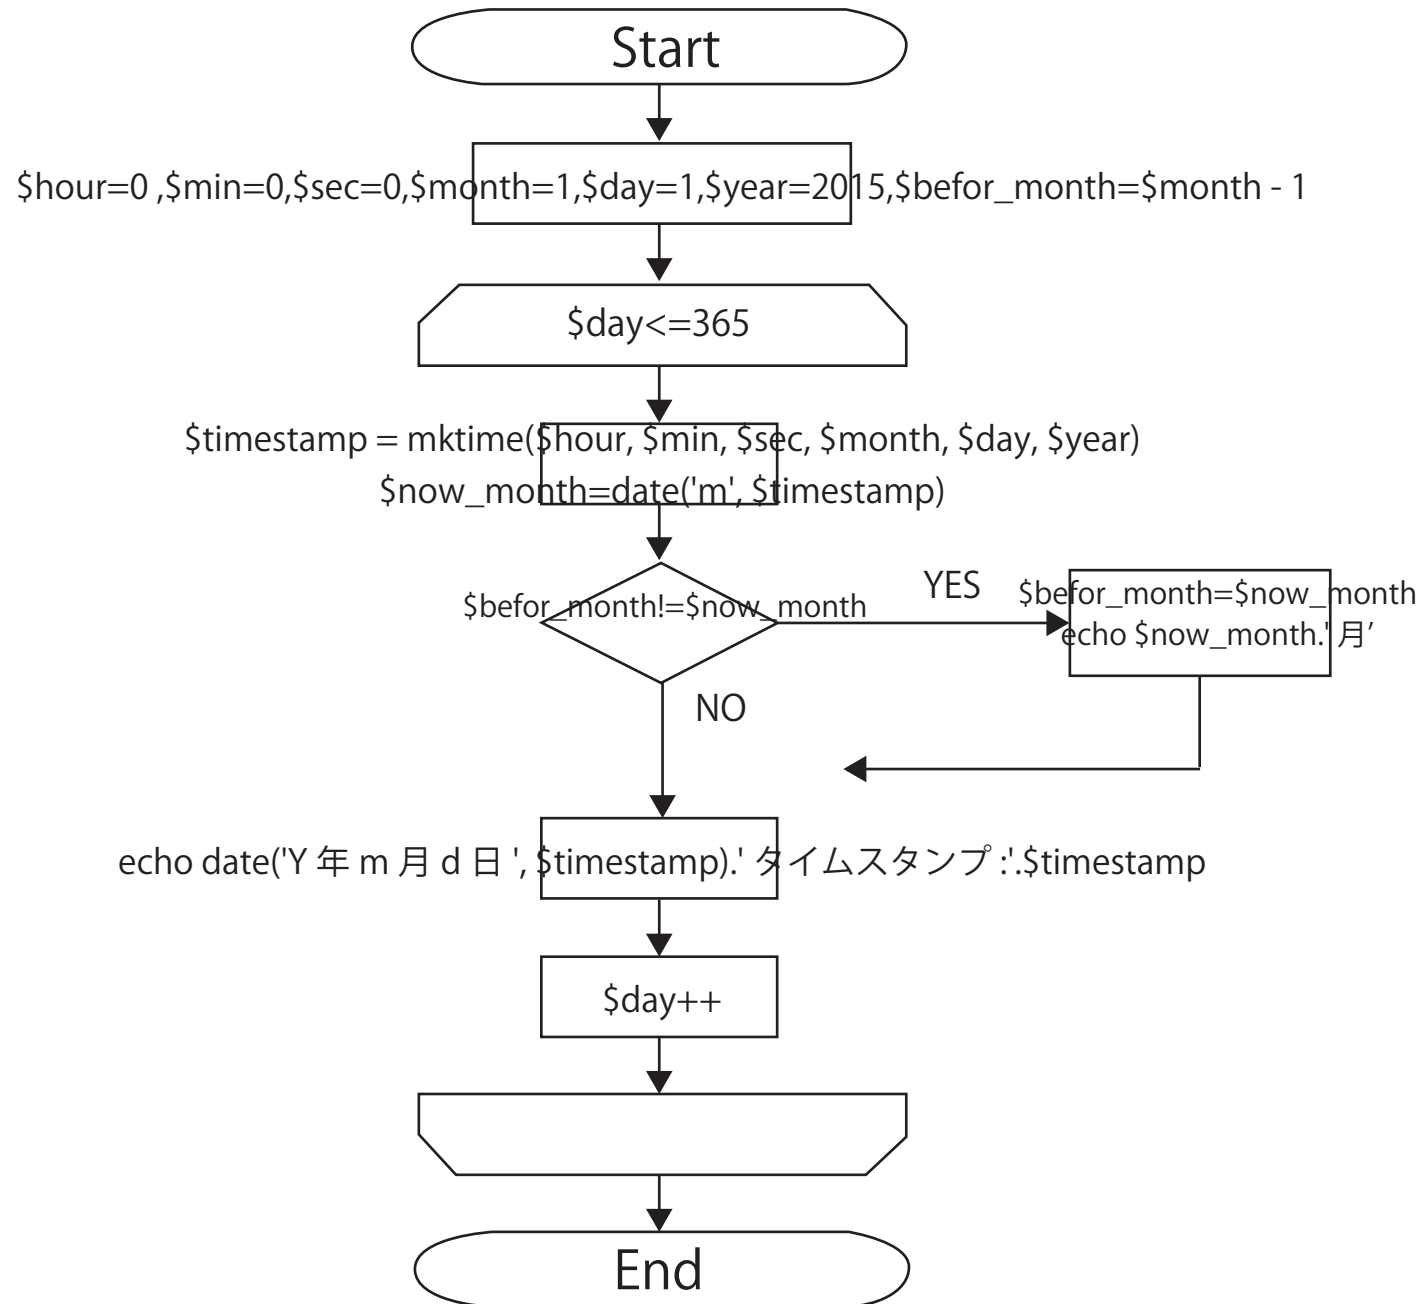 Start
$hour=0 ,$min=0,$sec=0,$month=1,$day=1,$year=2015,$befor_month=$month - 1
$day<=365
$timestamp = mktime($hour, $min, $sec, $month, $day, $year)
$now_month=date('m', $timestamp)
$befor_month!=$now_month
YES
$befor_month=$now_month
echo $now_month.' 月’
NO
echo date('Y 年 m 月 d 日 ', $timestamp).' タイムスタンプ :'.$timestamp
$day++
End